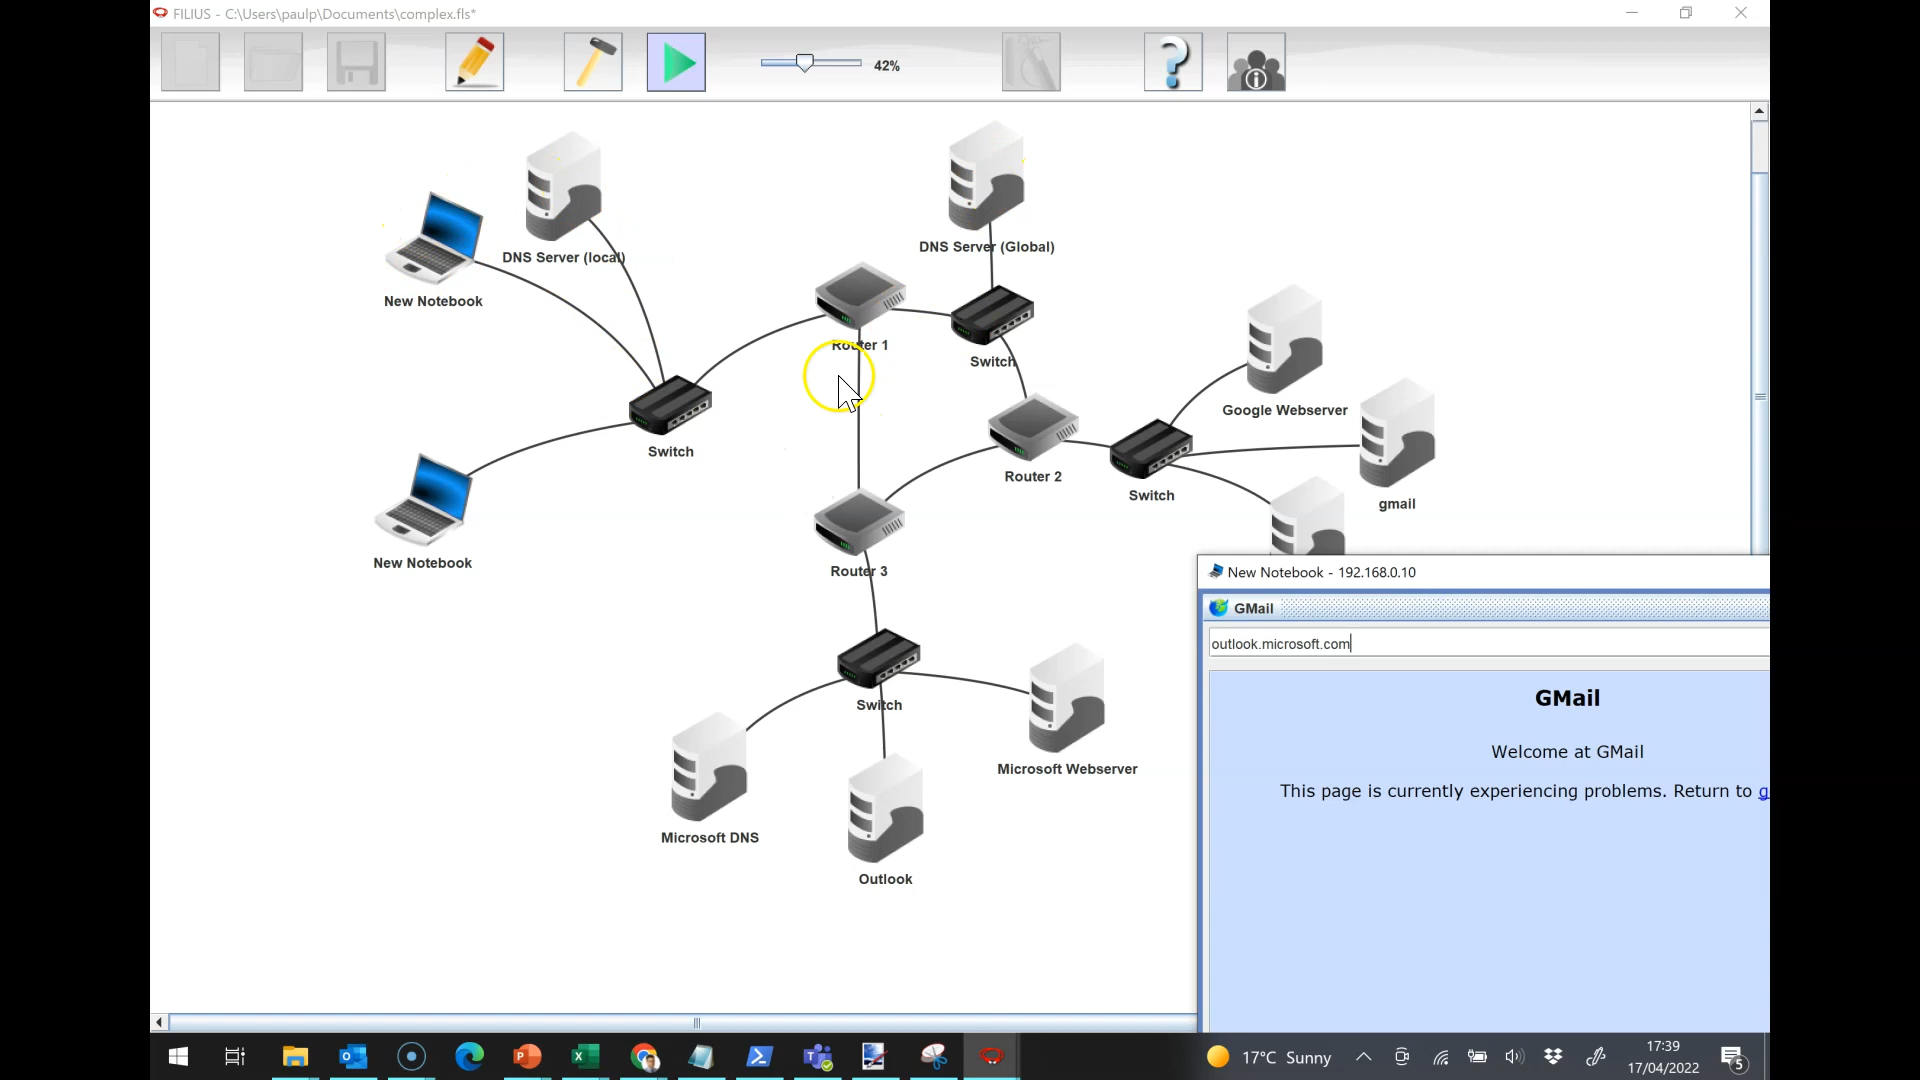 FILIUS - C:\Users\paulp\Documents\complex.fls*
42%
DNS Server (local)
DNS Server (Global)
New Notebook
Router 1
Switch
Google Webserver
Switch
Router 2
Switch
gmail
New Notebook
Router 3
New Notebook - 192.168.0.10
GMail
outlook.microsoft.com
GMail
Welcome at GMail
This page is currently experiencing problems. Return to g
Switch
Microsoft Webserver
Microsoft DNS
Outlook
17°C Sunny
17:39
17/04/2022
5